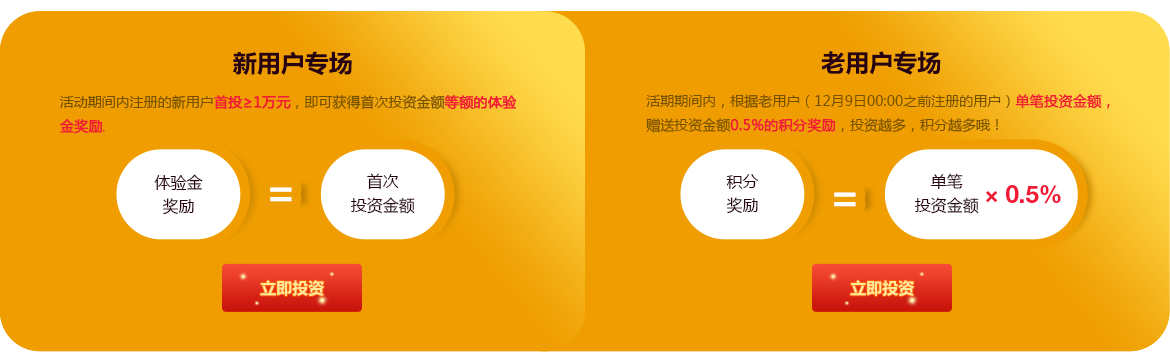 新用户专场
活动期间内注册的新用户首投≥1万元，即可获得首次投资金额等额的体验
金奖励.
体验金
奖励
=
首次
投资金额
立即投资
老用户专场
活期期间内，根据老用户（12月9日00:00之前注册的用户）单笔投资金额，
赠送投资金额0.5%的积分奖励，投资越多，积分越多哦！
积分
奖励
=
单笔
投资金额 × 0.5%
立即投资